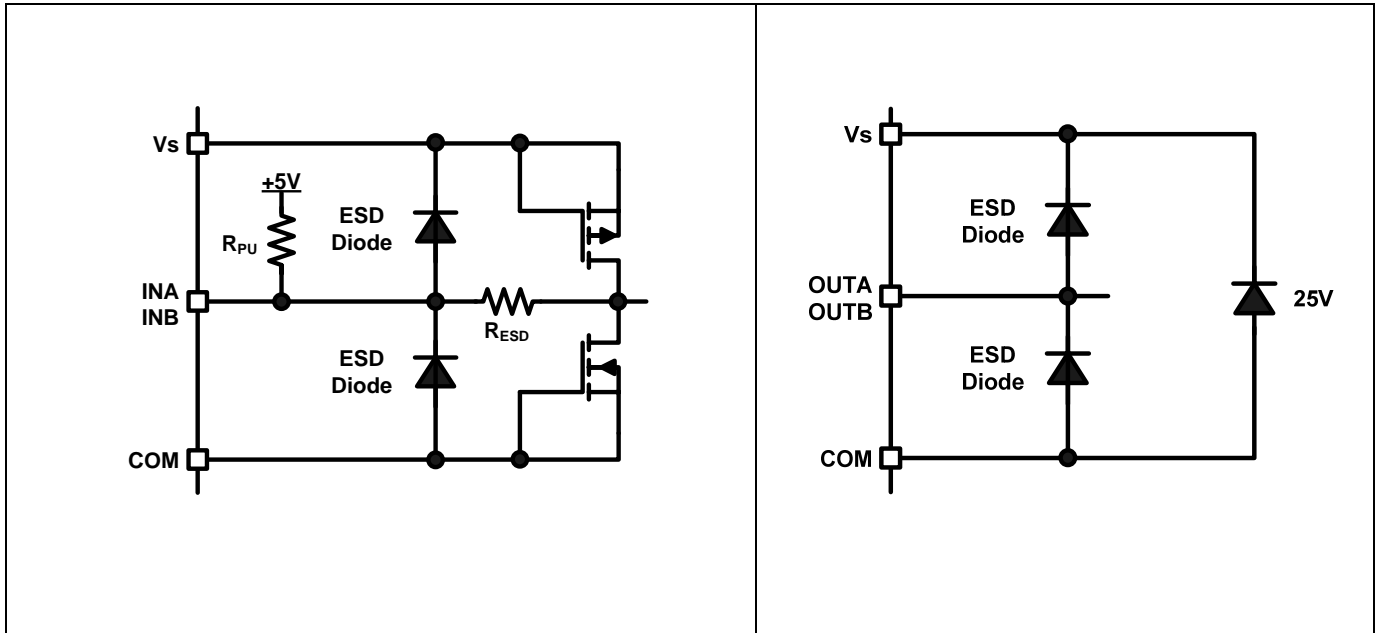 Vs
+5V
RPU
ESD
Diode
INA
INB
RESD
ESD
Diode
COM
Vs
ESD
Diode
OUTA
OUTB
25V
ESD
Diode
COM